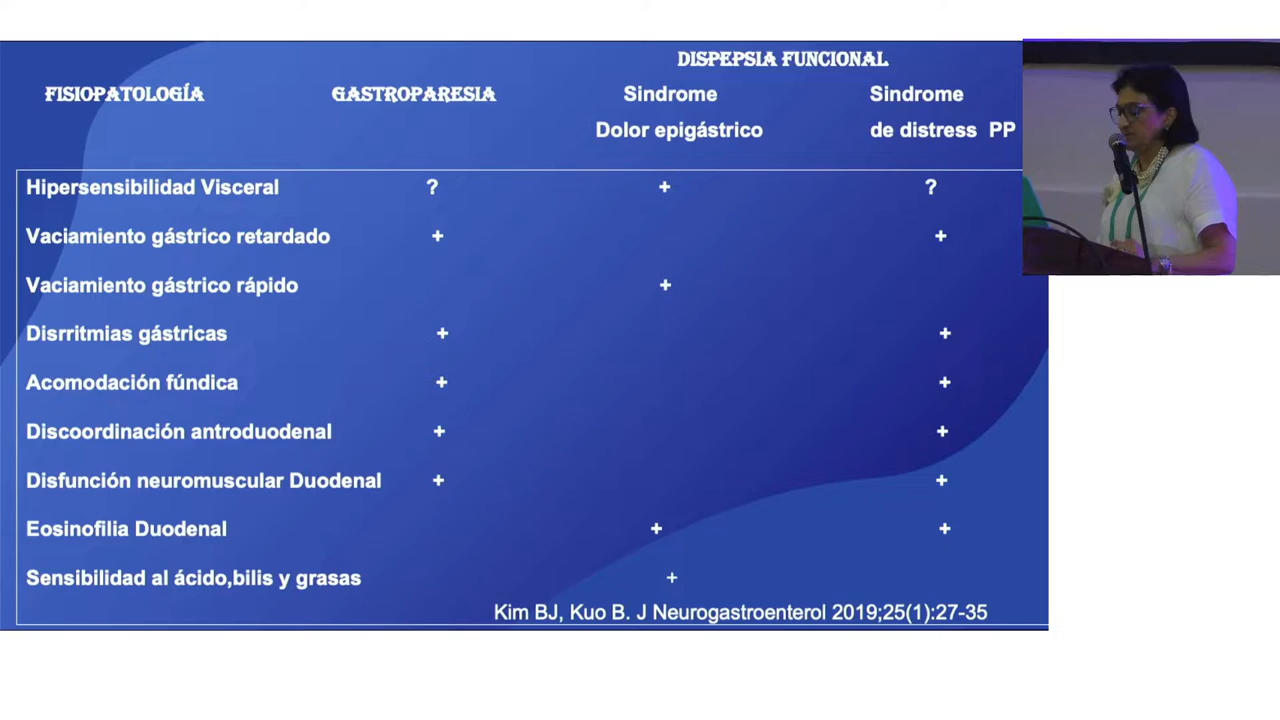 DISPEPSIA FUNCIONAL
FISIOPATOLOGÍA GASTROPARESIA Sindrome Sindrome
Dolor epigástrico de distress PP
Hipersensibilidad Visceral ? + ?
Vaciamiento gástrico retardado + +
Vaciamiento gástrico rápido +
Disrritmias gástricas + +
Acomodación fúndica + +
Discoordinación antroduodenal + +
Disfunción neuromuscular Duodenal + +
Eosinofilia Duodenal + +
Sensibilidad al ácido,bilis y grasas +
Kim BJ, Kuo B. J Neurogastroenterol 2019;25(1):27-35